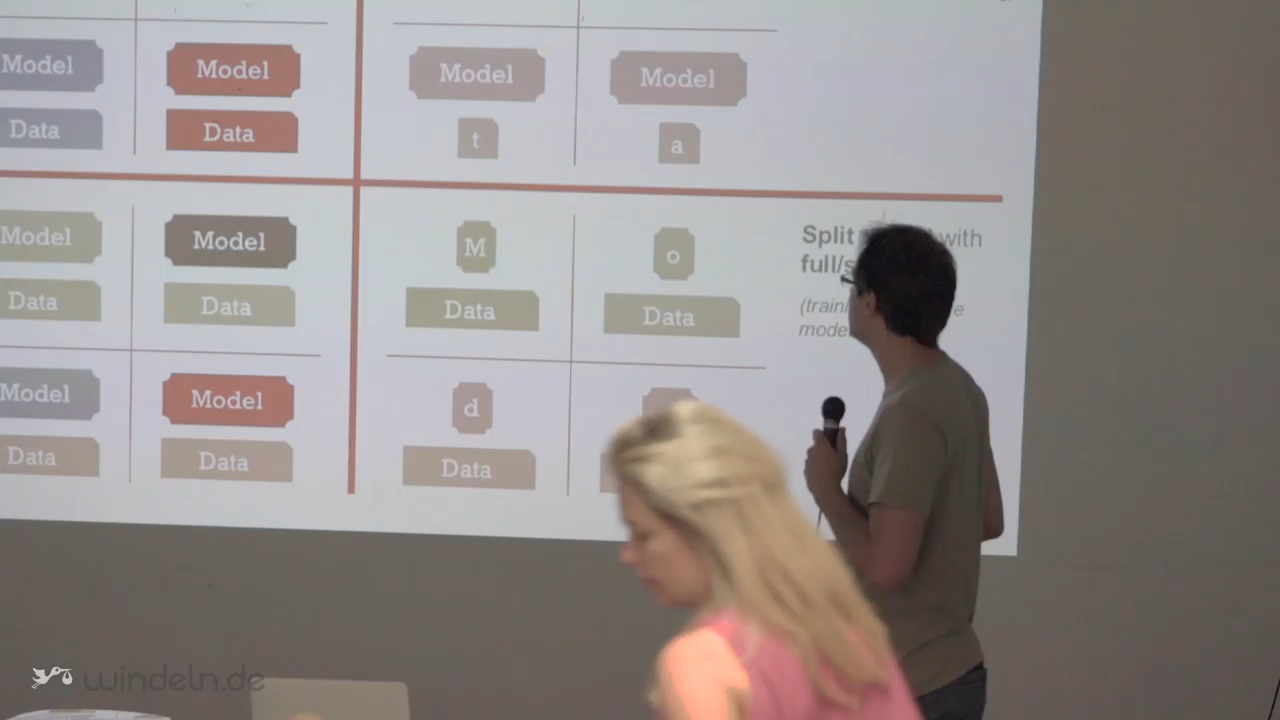 Model Model Model Model
Data Data t a
Model Model M o
Data Data Data Data
Split with
full/s
(traini e
mode
Model Model d
Data Data Data
windeln.de